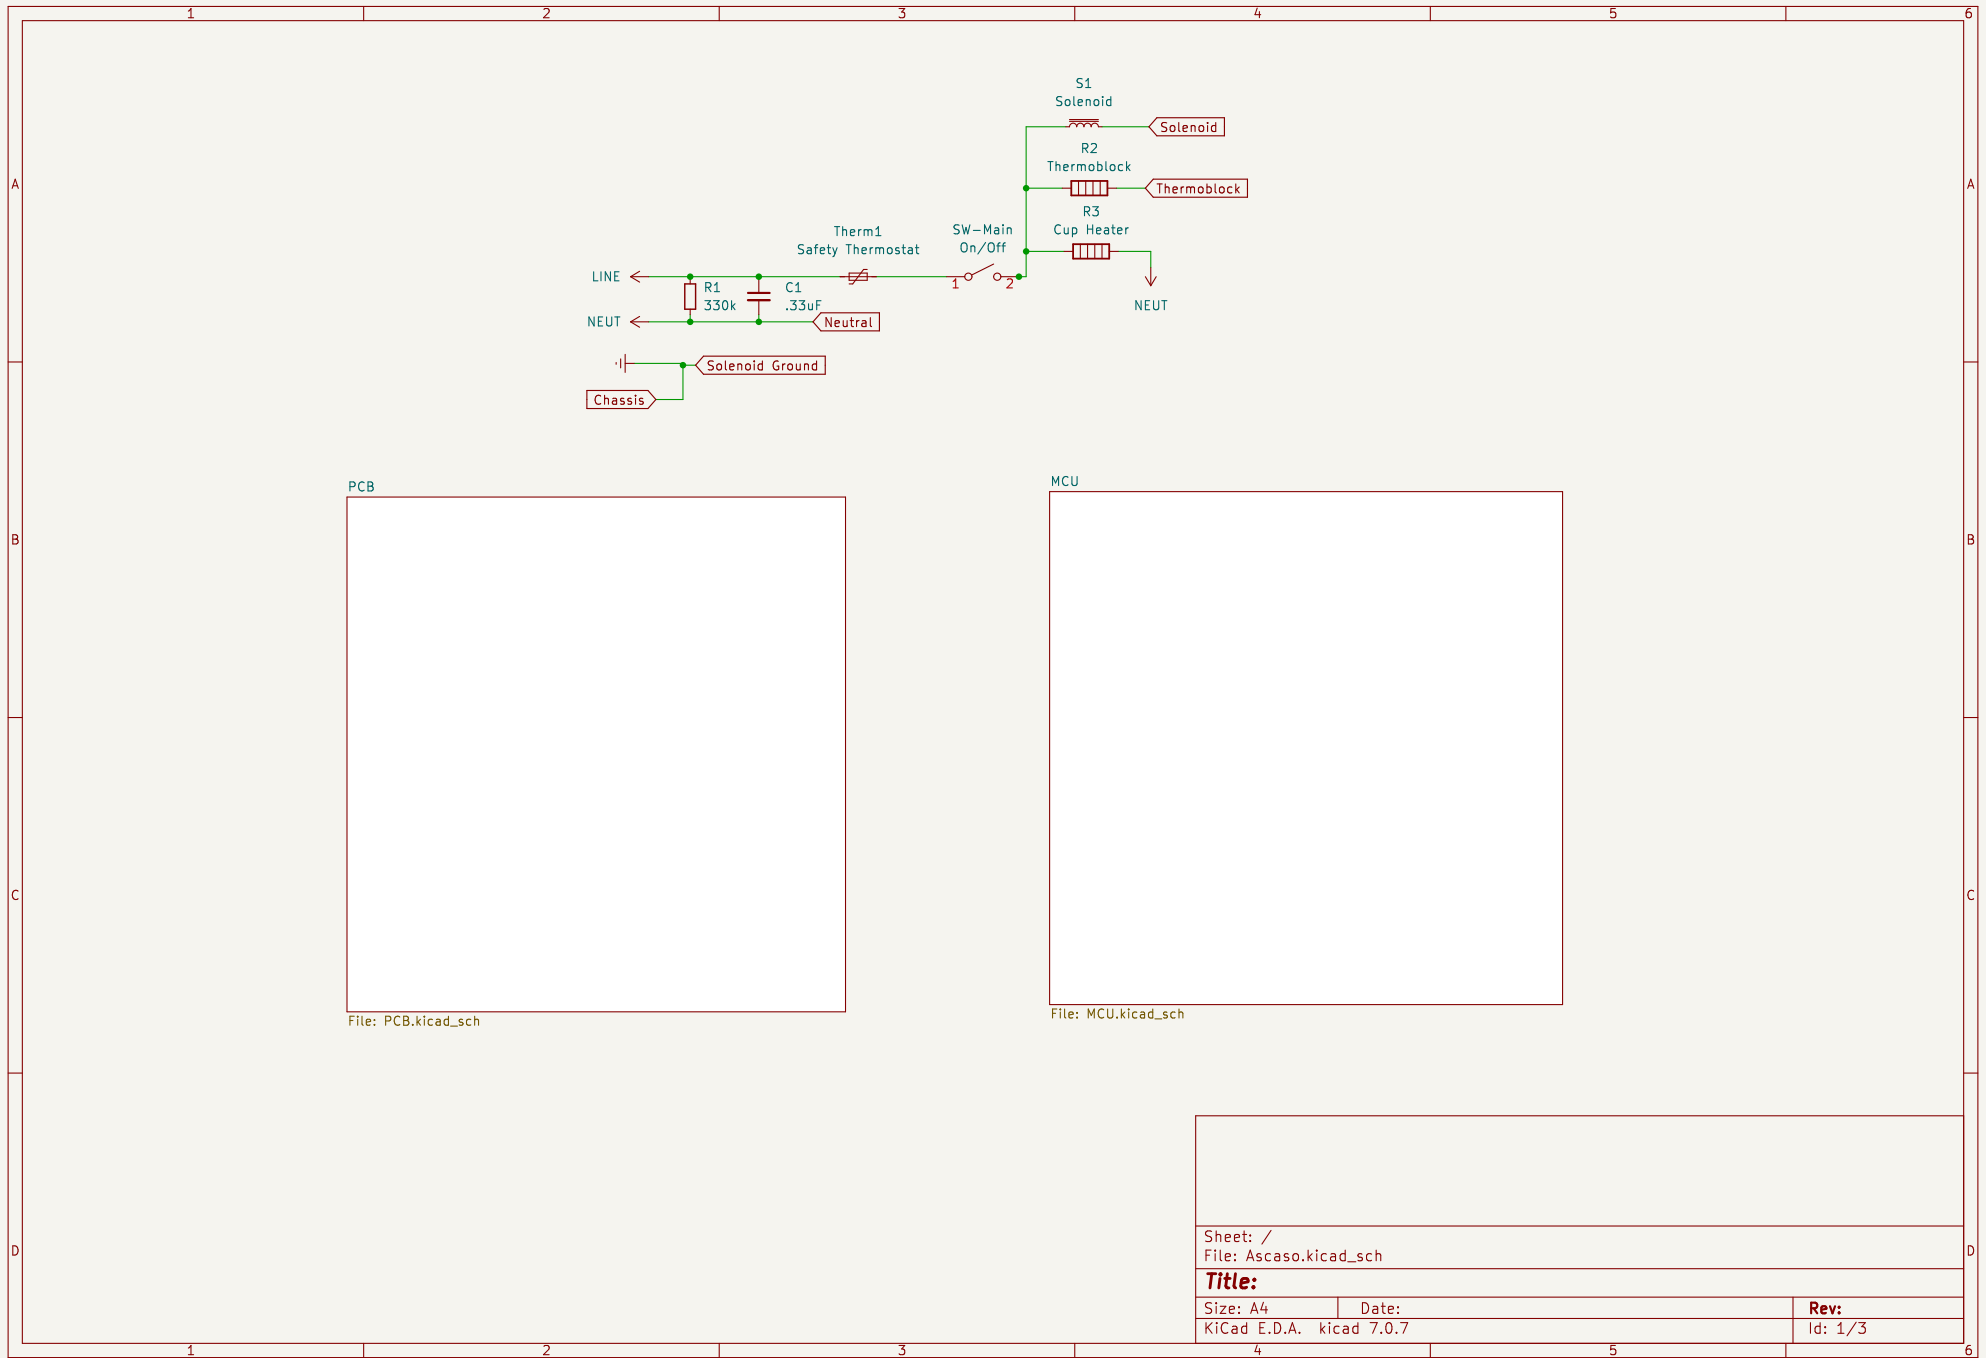 1 2 3 4 5 6
S1
Solenoid
Solenoid
R2
Thermoblock
A
A
Thermoblock
R3
Cup Heater
Therm1
Safety Thermostat
SW-Main
On/Off
LINE
1
2
R1
330k
C1
.33uF
NEUT
NEUT
Neutral
Solenoid Ground
Chassis
PCB
MCU
B
B
C
C
File: PCB.kicad_sch
File: MCU.kicad_sch
D
D
Sheet: /
File: Ascaso.kicad_sch
Title:
Size: A4
Date:
Rev:
KiCad E.D.A. kicad 7.0.7
Id: 1/3
1 2 3 4 5 6